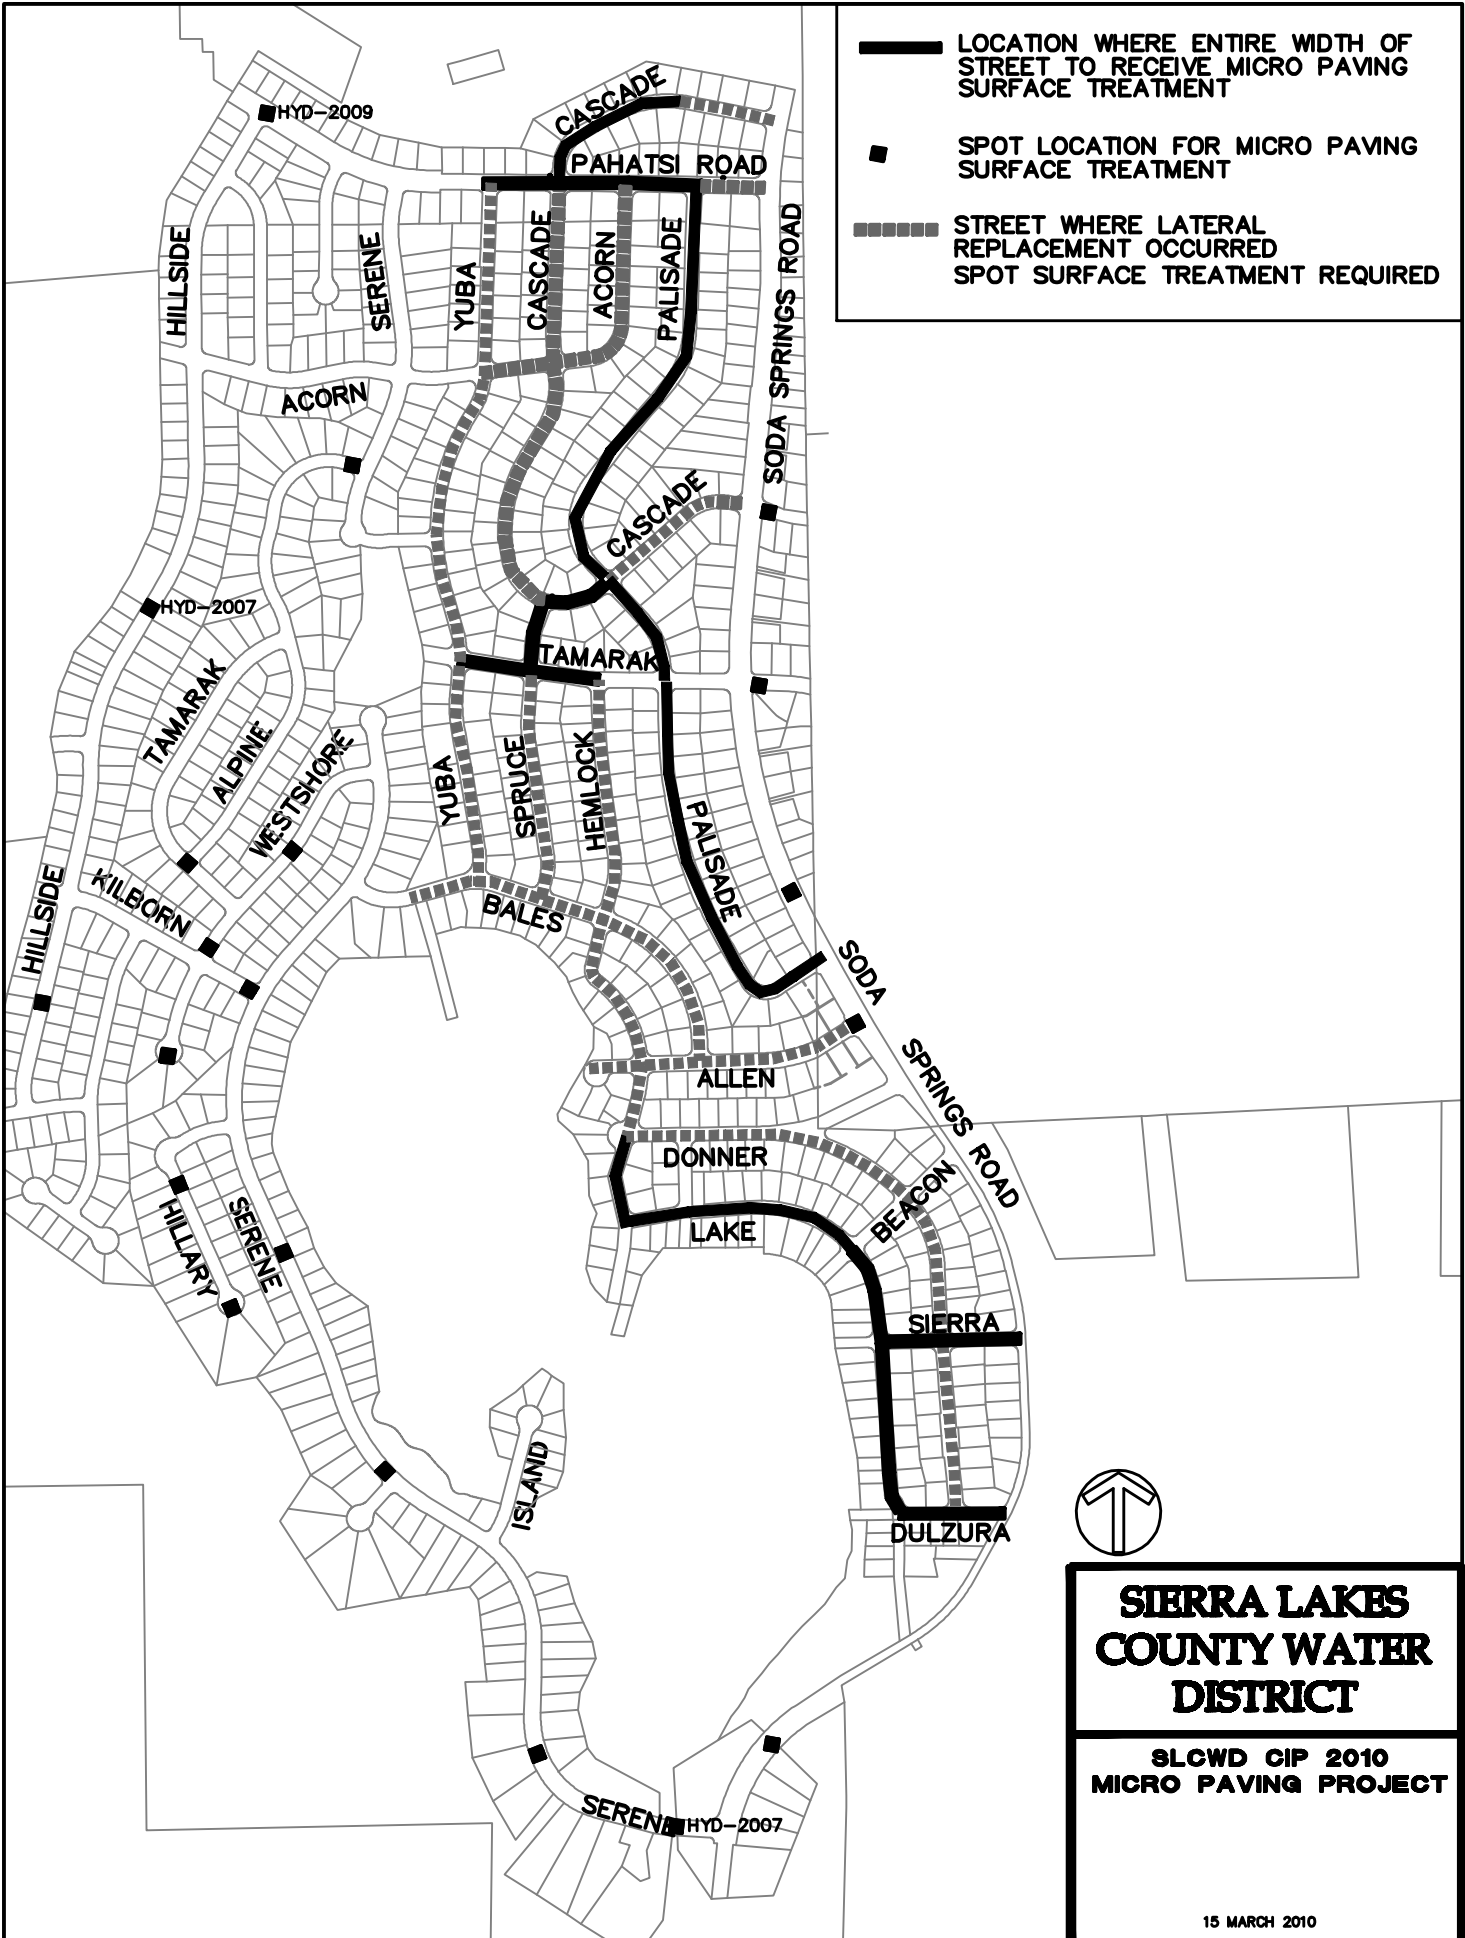 LOCATION WHERE ENTIRE WIDTH OF
STREET TO RECEIVE MICRO PAVING
SURFACE TREATMENT
SPOT LOCATION FOR MICRO PAVING
SURFACE TREATMENT
STREET WHERE LATERAL
REPLACEMENT OCCURRED
SPOT SURFACE TREATMENT REQUIRED
CASCADE
HYD-2009
PAHATSI ROAD
HILLSIDE
SERENE
YUBA
CASCADE
ACORN
PALISADE
SODA SPRINGS ROAD
ACORN
CASCADE
HYD-2007
TAMARAK
TAMARAK
ALPINE
WESTSHORE
YUBA
SPRUCE
HEMLOCK
PALISADE
HILLSIDE
KILBORN
BALES
SODA
SPRINGS
ROAD
ALLEN
DONNER
BEACON
LAKE
HILLARY
SERENE
SIERRA
ISLAND
DULZURA
SERENE
HYD-2007
SIERRA LAKES
COUNTY WATER
DISTRICT
SLCWD CIP 2010
MICRO PAVING PROJECT
15 MARCH 2010